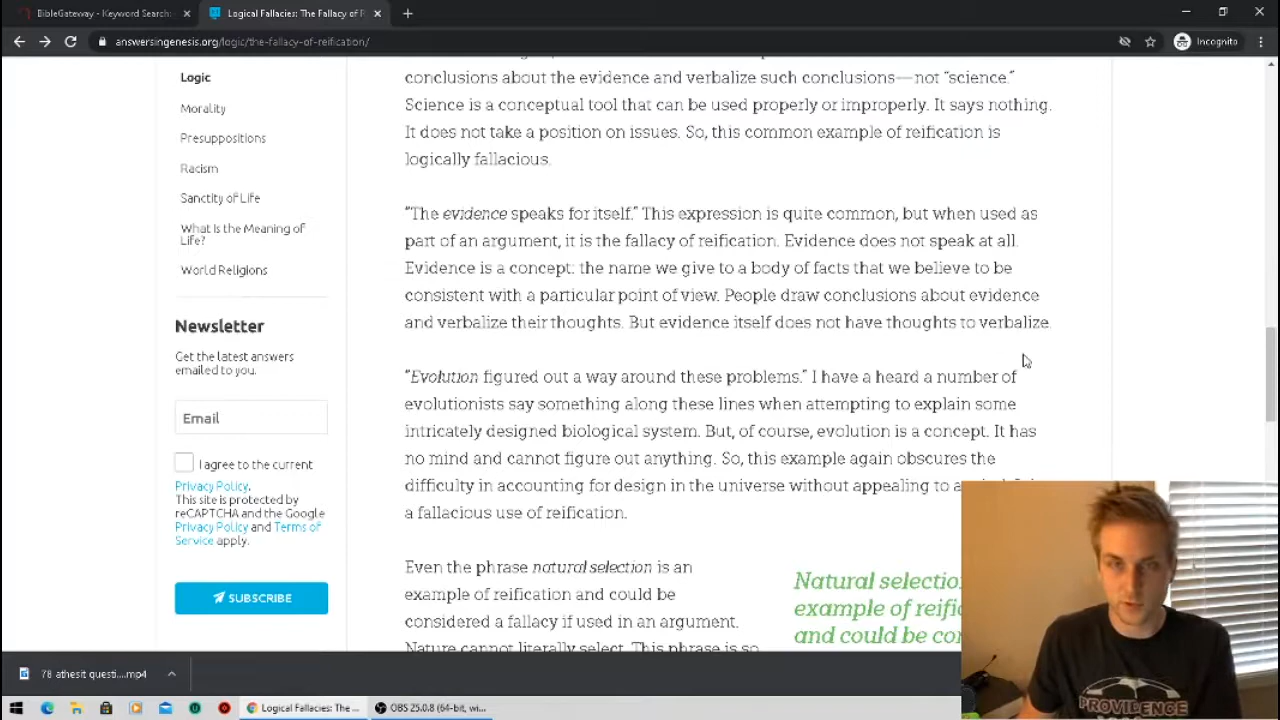 BibleGateway - Keyword Search:
Logical Fallacies: The Fallacy of R
answersingenesis.org/logic/the-fallacy-of-reification/
Incognito
Logic
Morality
Presuppositions
Racism
Sanctity of Life
What Is the Meaning of
Life?
World Religions
Newsletter
Get the latest answers
emailed to you.
Email
I agree to the current
Privacy Policy.
This site is protected by
reCAPTCHA and the Google
Privacy Policy and Terms of
Service apply.
SUBSCRIBE
conclusions about the evidence and verbalize such conclusions—not “science.”
Science is a conceptual tool that can be used properly or improperly. It says nothing.
It does not take a position on issues. So, this common example of reification is
logically fallacious.
“The evidence speaks for itself.” This expression is quite common, but when used as
part of an argument, it is the fallacy of reification. Evidence does not speak at all.
Evidence is a concept: the name we give to a body of facts that we believe to be
consistent with a particular point of view. People draw conclusions about evidence
and verbalize their thoughts. But evidence itself does not have thoughts to verbalize.
“Evolution figured out a way around these problems.” I have a heard a number of
evolutionists say something along these lines when attempting to explain some
intricately designed biological system. But, of course, evolution is a concept. It has
no mind and cannot figure out anything. So, this example again obscures the
difficulty in accounting for design in the universe without appealing to a
a fallacious use of reification.
Even the phrase natural selection is an
example of reification and could be
considered a fallacy if used in an argument.
Nature cannot literally select. This phrase is so
Natural selectio
example of reifi
and could be co
PROVIDENCE
78 athesit questi....mp4
Logical Fallacies: The...
OBS 25.0.8 (64-bit, wi...